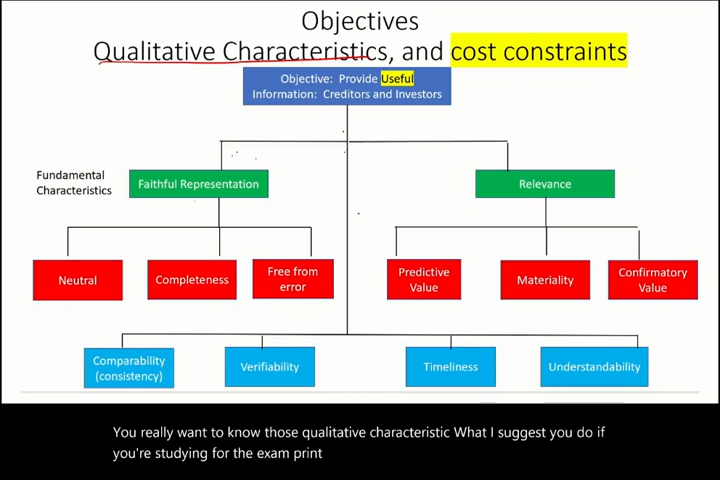 Objectives
Qualitative Characteristics, and cost constraints
Objective: Provide Useful
Information: Creditors and Investors
Fundamental
Characteristics
Faithful Representation
Relevance
Neutral
Completeness
Free from
error
Predictive
Value
Materiality
Confirmatory
Value
Comparability
(consistency)
Verifiability
Timeliness
Understandability
You really want to know those qualitative characteristic What I suggest you do if
you're studying for the exam print